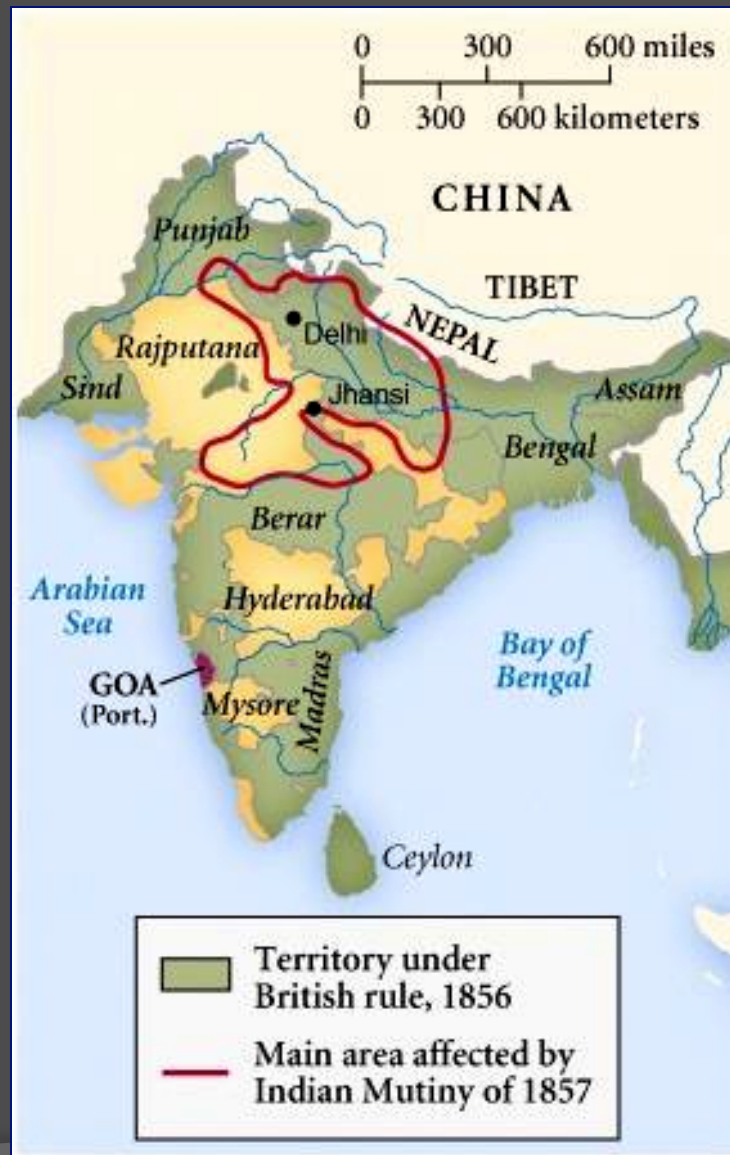 0 300 600 miles
0 300 600 kilometers
CHINA
Punjab
TIBET
NEPAL
Delhi
Rajputana
Sind
Jhansi
Assam
Bengal
Berar
Arabian
Sea
Hyderabad
Bay of
Bengal
GOA
(Port.)
Mysore
Madras
Ceylon
Territory under
British rule, 1856
Main area affected by
Indian Mutiny of 1857